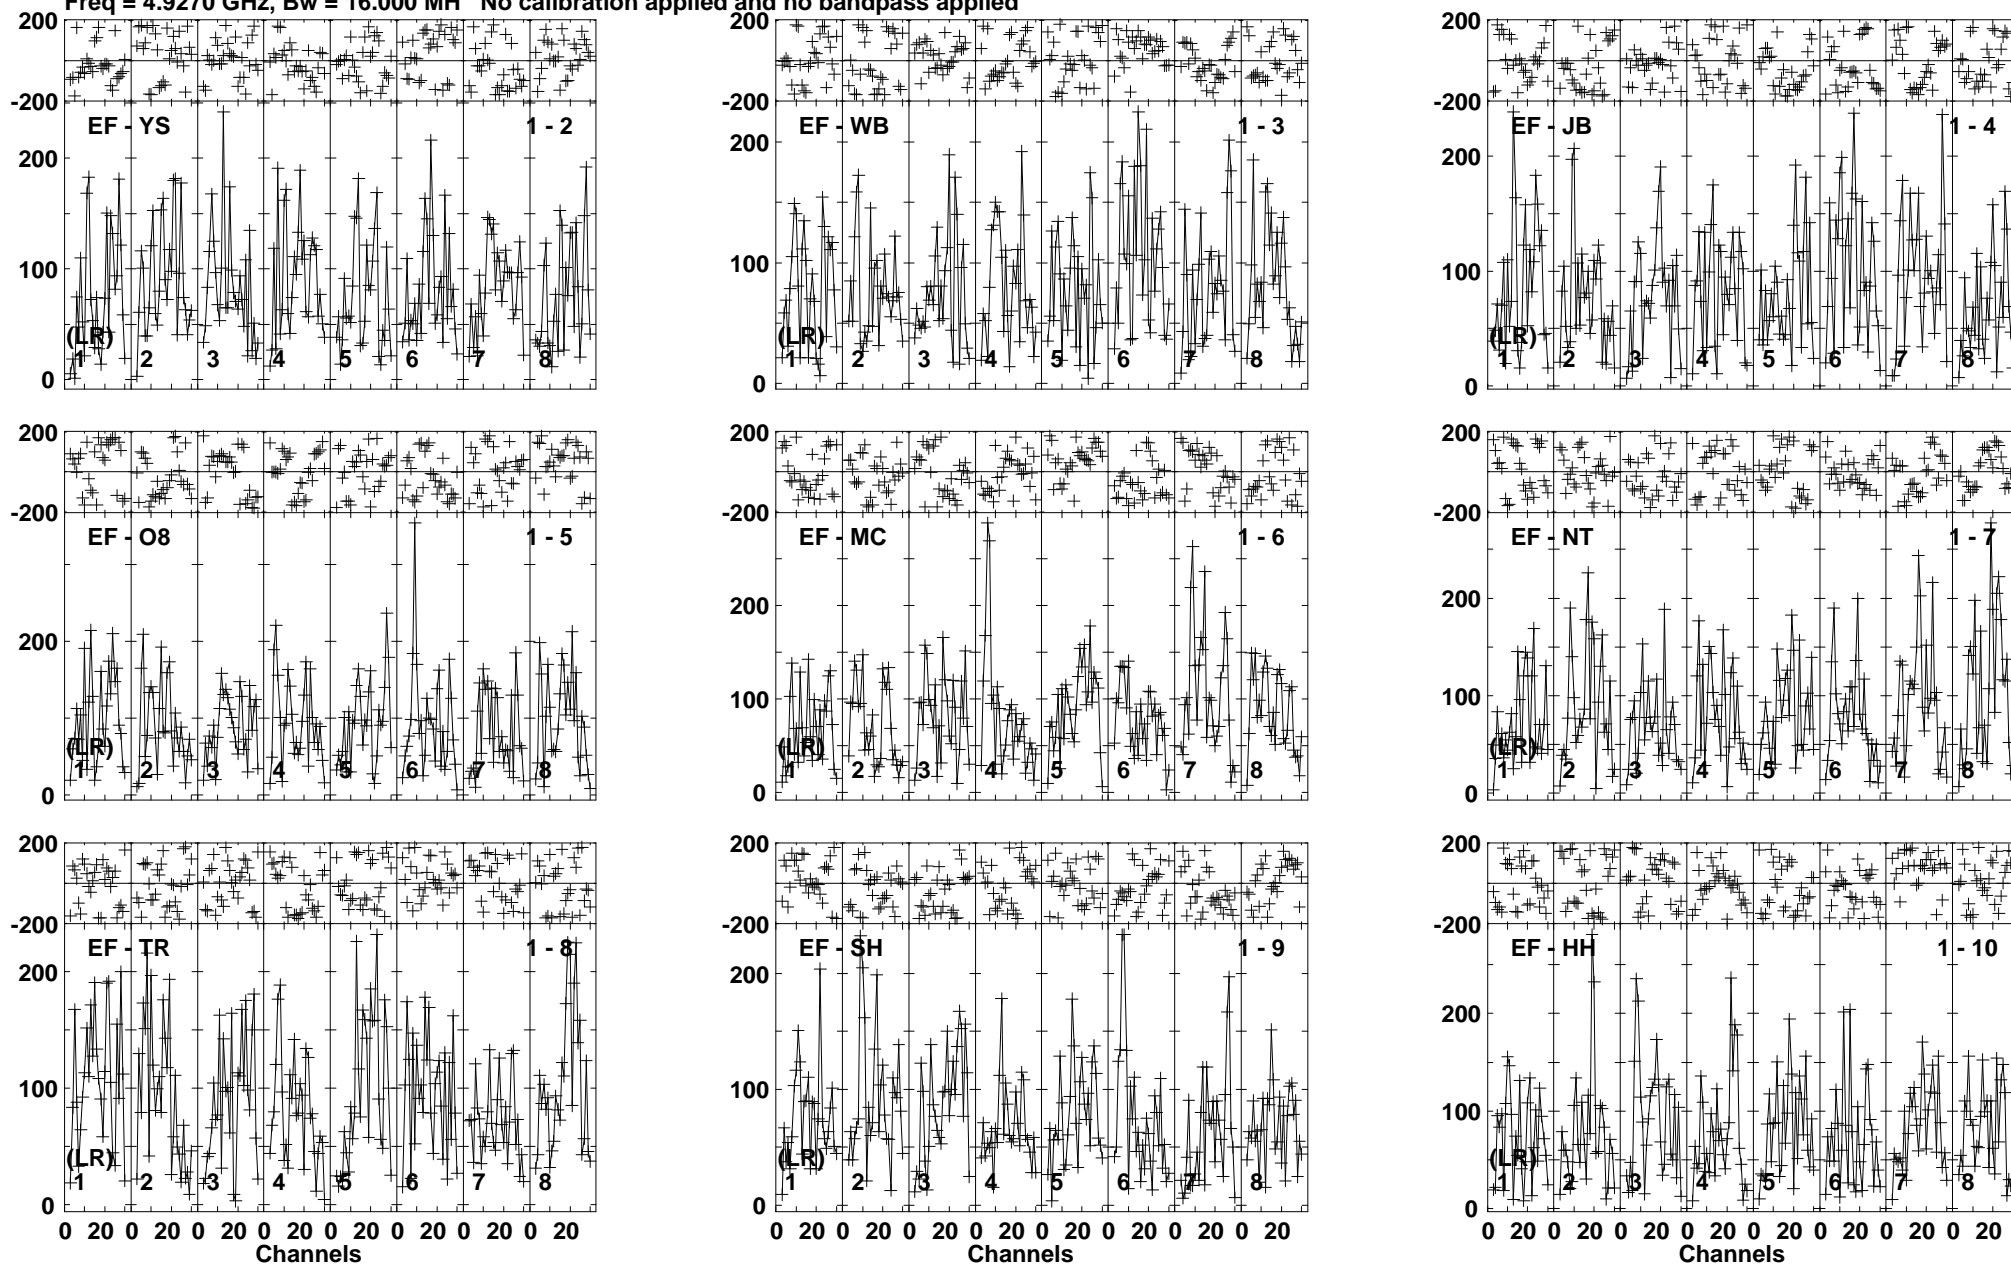 Freq = 4.9270 GHz, Bw = 16.000 MH No calibration applied and no bandpass applied
200 200 200
-200 -200 -200
EF - YS 1 - 2 EF - WB 1 - 3 EF - JB 1 - 4
200 200 200
100 100 100
(LR) (LR) (LR)
1 2 3 4 5 6 7 8 1 2 3 4 5 6 7 8 1 2 3 4 5 6 7 8
0 0 0
200 200 200
-200 -200 -200
EF - O8 1 - 5 EF - MC 1 - 6 EF - NT 1 - 7
200 200 200
100 100
(LR) (LR) (LR)
1 2 3 4 5 6 7 8 1 2 3 4 5 6 7 8 1 2 3 4 5 6 7 8
0 0 0
200 200 200
-200 -200 -200
EF - TR 1 - 8 EF - SH 1 - 9 EF - HH 1 - 10
200 200 200
100 100 100
(LR) (LR) (LR)
1 2 3 4 5 6 7 8 1 2 3 4 5 6 7 8 1 2 3 4 5 6 7 8
0 0 0
0 20 0 20 0 20 0 20 0 20 0 20 0 20 0 20 0 20 0 20 0 20 0 20 0 20 0 20 0 20 0 20 0 20 0 20 0 20 0 20 0 20 0 20 0 20 0 20
Channels Channels Channels